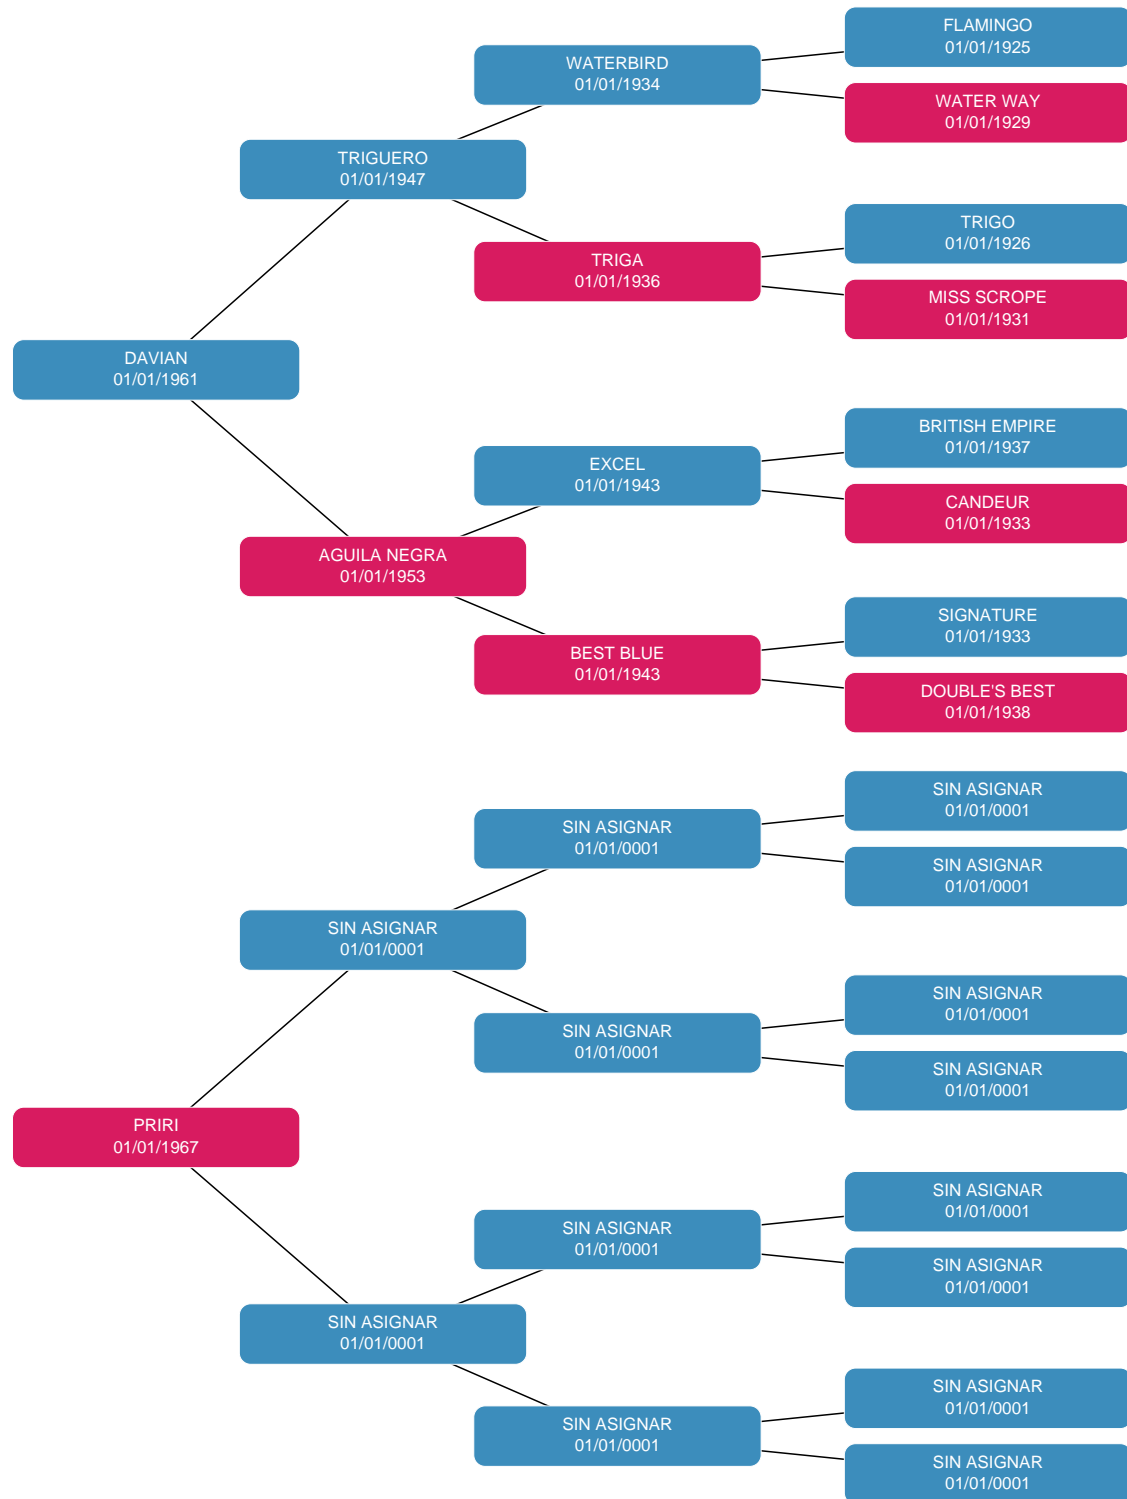 FLAMINGO
01/01/1925
WATERBIRD
01/01/1934
WATER WAY
01/01/1929
TRIGUERO
01/01/1947
TRIGO
01/01/1926
TRIGA
01/01/1936
MISS SCROPE
01/01/1931
DAVIAN
01/01/1961
BRITISH EMPIRE
01/01/1937
EXCEL
01/01/1943
CANDEUR
01/01/1933
AGUILA NEGRA
01/01/1953
SIGNATURE
01/01/1933
BEST BLUE
01/01/1943
DOUBLE'S BEST
01/01/1938
SIN ASIGNAR
01/01/0001
SIN ASIGNAR
01/01/0001
SIN ASIGNAR
01/01/0001
SIN ASIGNAR
01/01/0001
SIN ASIGNAR
01/01/0001
SIN ASIGNAR
01/01/0001
SIN ASIGNAR
01/01/0001
PRIRI
01/01/1967
SIN ASIGNAR
01/01/0001
SIN ASIGNAR
01/01/0001
SIN ASIGNAR
01/01/0001
SIN ASIGNAR
01/01/0001
SIN ASIGNAR
01/01/0001
SIN ASIGNAR
01/01/0001
SIN ASIGNAR
01/01/0001